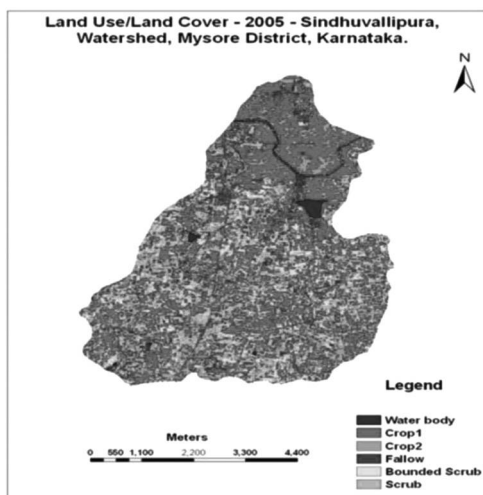 Land Use/Land Cover - 2005 - Sindhuvallipura,
Watershed, Mysore District, Karnataka.
N
Legend
Water body
Crop1
Crop2
Fallow
Bounded Scrub
Scrub
Meters
0 550 1,100 2,200 3,300 4,400